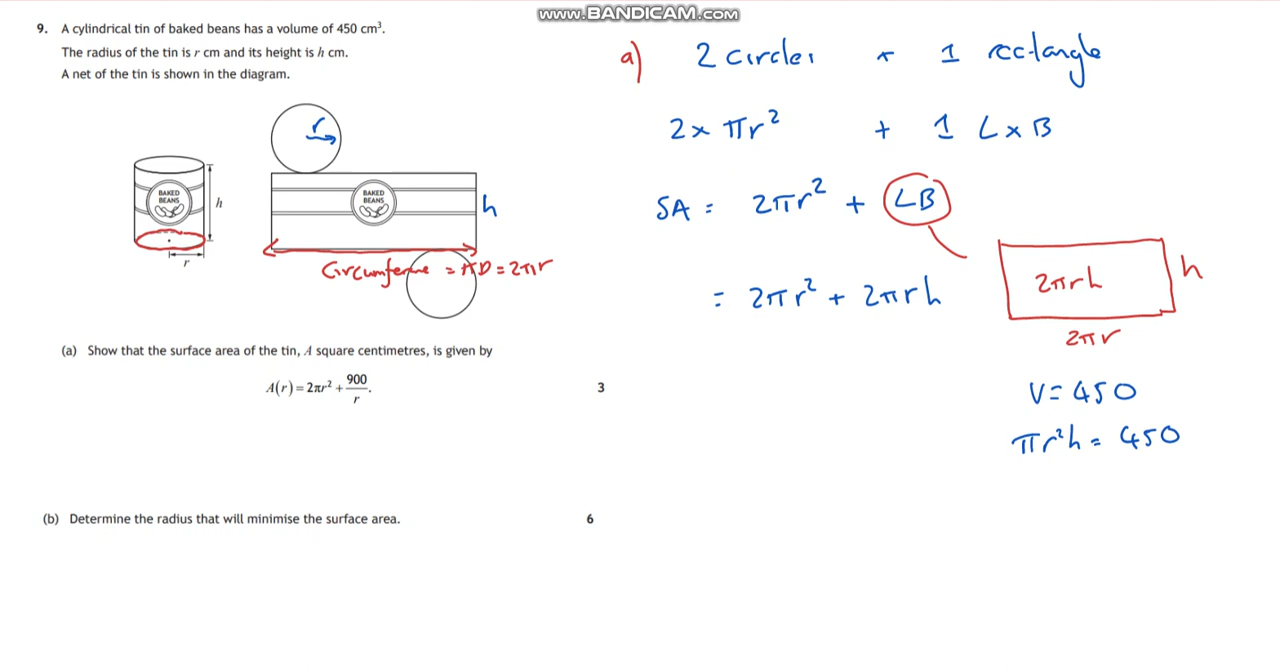 www.BANDICAM.com
9. A cylindrical tin of baked beans has a volume of 450 cm³.
The radius of the tin is r cm and its height is h cm.
A net of the tin is shown in the diagram.
r
BAKED
BEANS
h
r
BAKED
BEANS
h
= πD = 2πr
(a) Show that the surface area of the tin, A square centimetres, is given by
A(r) = 2πr² + 900/r.
3
(b) Determine the radius that will minimise the surface area.
6
a) 2 circles + 1 rectangle
2 × πr² + 1 L × B
SA = 2πr² + LB
= 2πr² + 2πrh
2πrh
h
2πr
V = 450
πr²h = 450